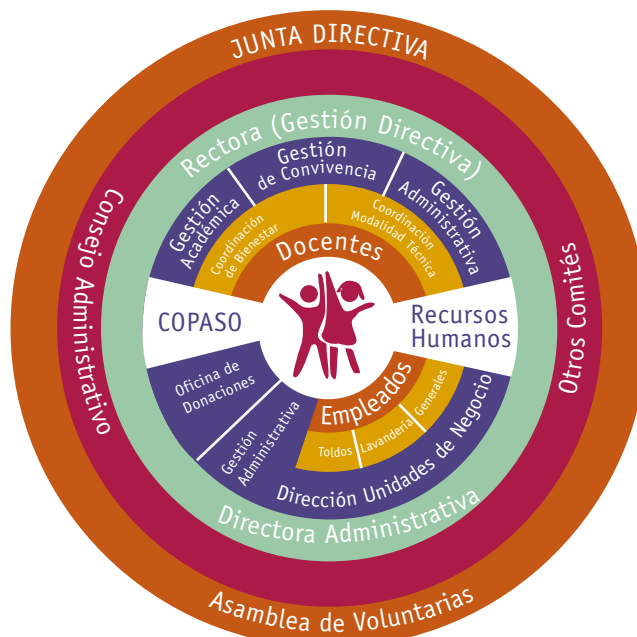 JUNTA DIRECTIVA
Consejo Administrativo
Otros Comités
Rectora (Gestión Directiva)
Gestión
Académica
Gestión
de Convivencia
Gestión
Administrativa
Coordinación
de Bienestar
Coordinación
Modalidad Técnica
Docentes
COPASO
Recursos
Humanos
Oficina de
Donaciones
Gestión
Administrativa
Empleados
Toldos
Lavandería
Generales
Dirección Unidades de Negocio
Directora Administrativa
Asamblea de Voluntarias